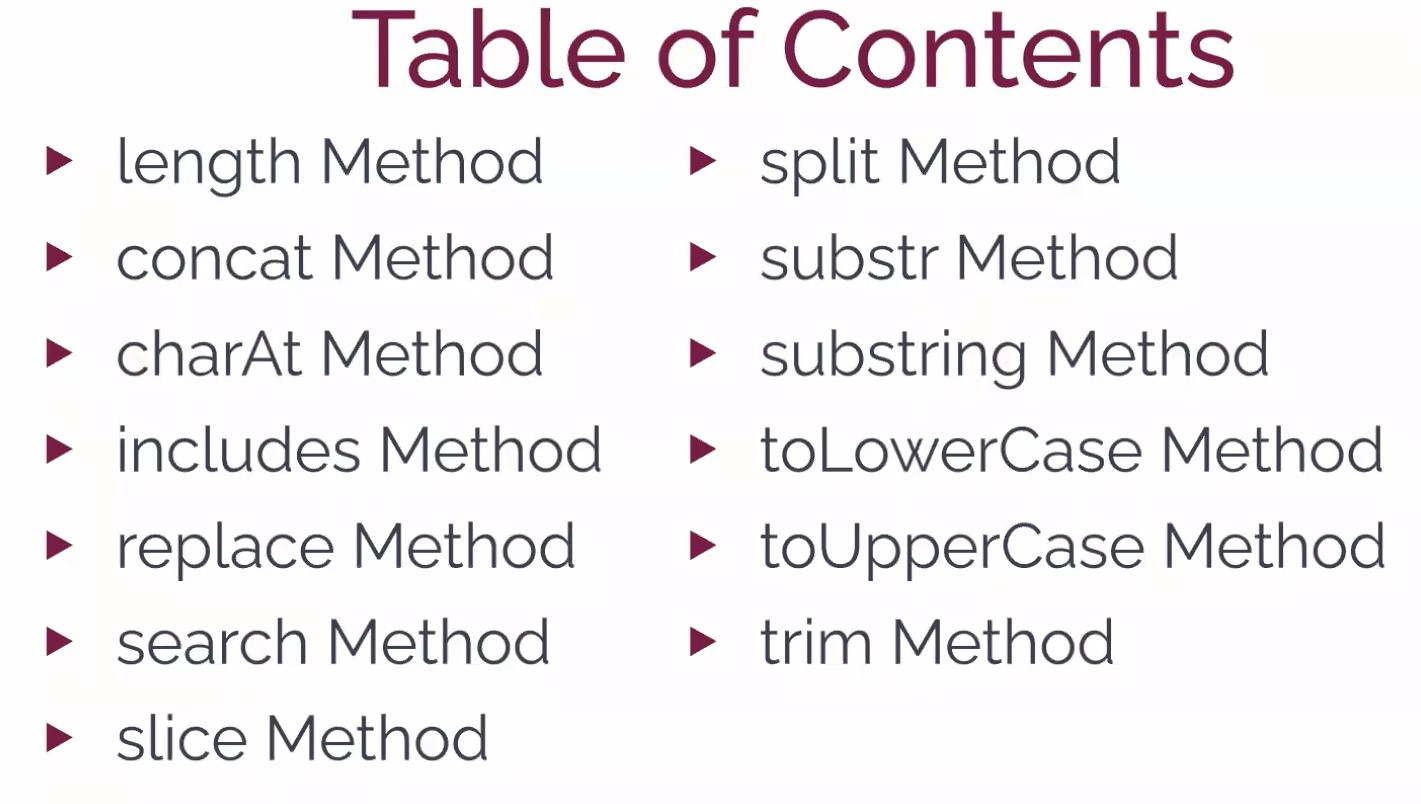 Table of Contents
length Method
concat Method
charAt Method
includes Method
replace Method
search Method
slice Method
split Method
substr Method
substring Method
toLowerCase Method
toUpperCase Method
trim Method